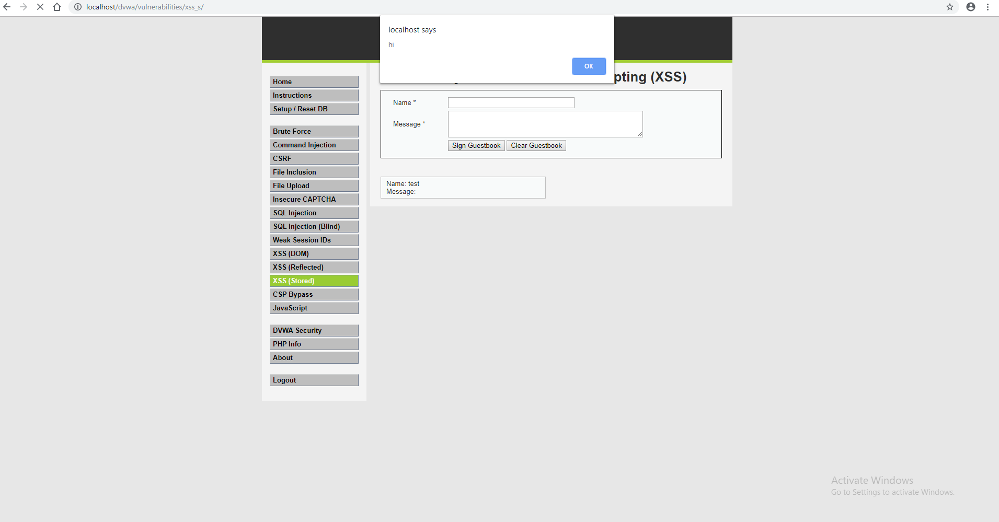 localhost/dvwa/vulnerabilities/xss_s/
localhost says
hi
OK
pting (XSS)
Home
Instructions
Setup / Reset DB
Brute Force
Command Injection
CSRF
File Inclusion
File Upload
Insecure CAPTCHA
SQL Injection
SQL Injection (Blind)
Weak Session IDs
XSS (DOM)
XSS (Reflected)
XSS (Stored)
CSP Bypass
JavaScript
DVWA Security
PHP Info
About
Logout
Name *
Message *
Sign Guestbook Clear Guestbook
Name: test
Message:
Activate Windows
Go to Settings to activate Windows.